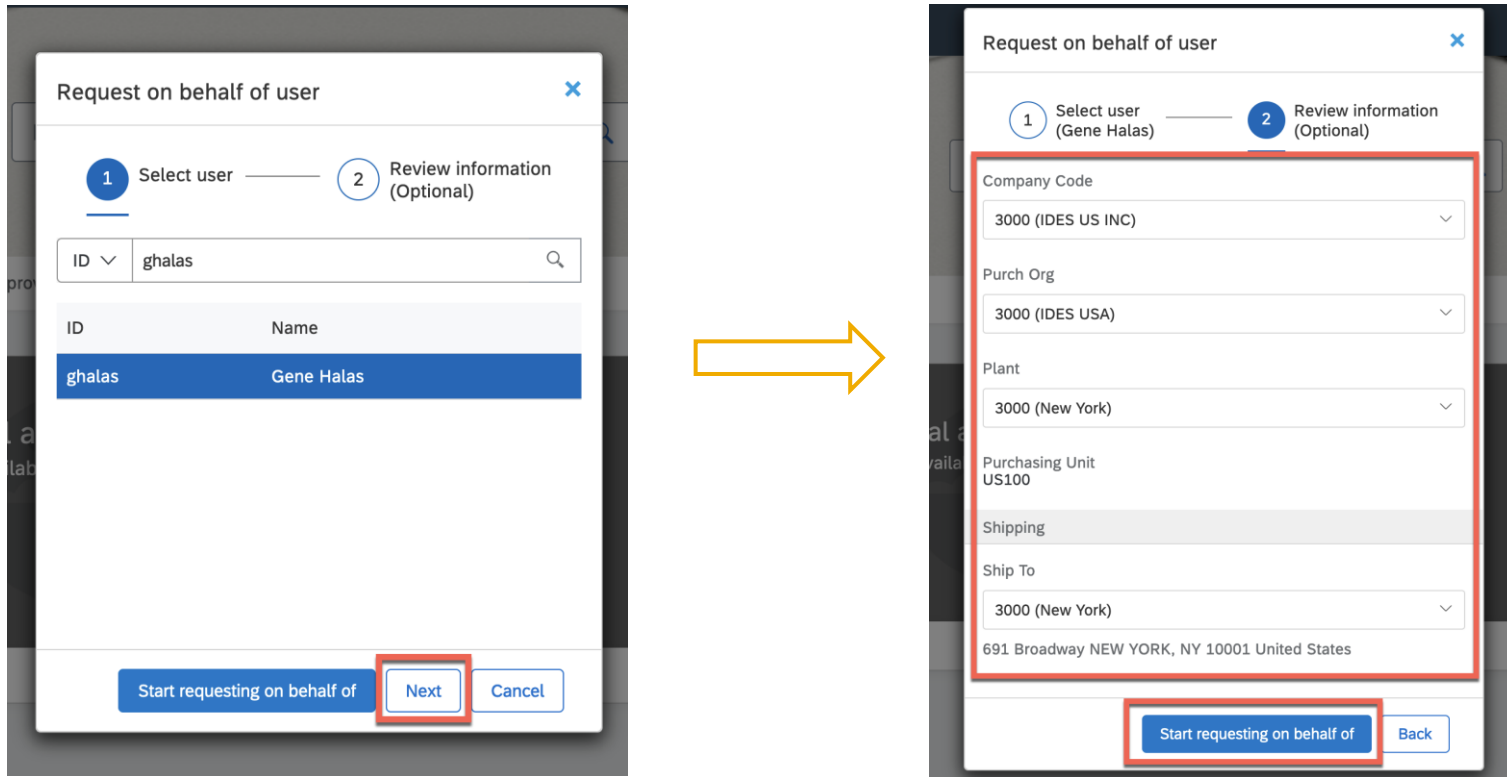 Request on behalf of user
1 Select user
2 Review information
(Optional)
ID ghalas
ID Name
ghalas Gene Halas
Start requesting on behalf of Next Cancel
Request on behalf of user
1 Select user
(Gene Halas)
2 Review information
(Optional)
Company Code
3000 (IDES US INC)
Purch Org
3000 (IDES USA)
Plant
3000 (New York)
Purchasing Unit
US100
Shipping
Ship To
3000 (New York)
691 Broadway NEW YORK, NY 10001 United States
Start requesting on behalf of Back